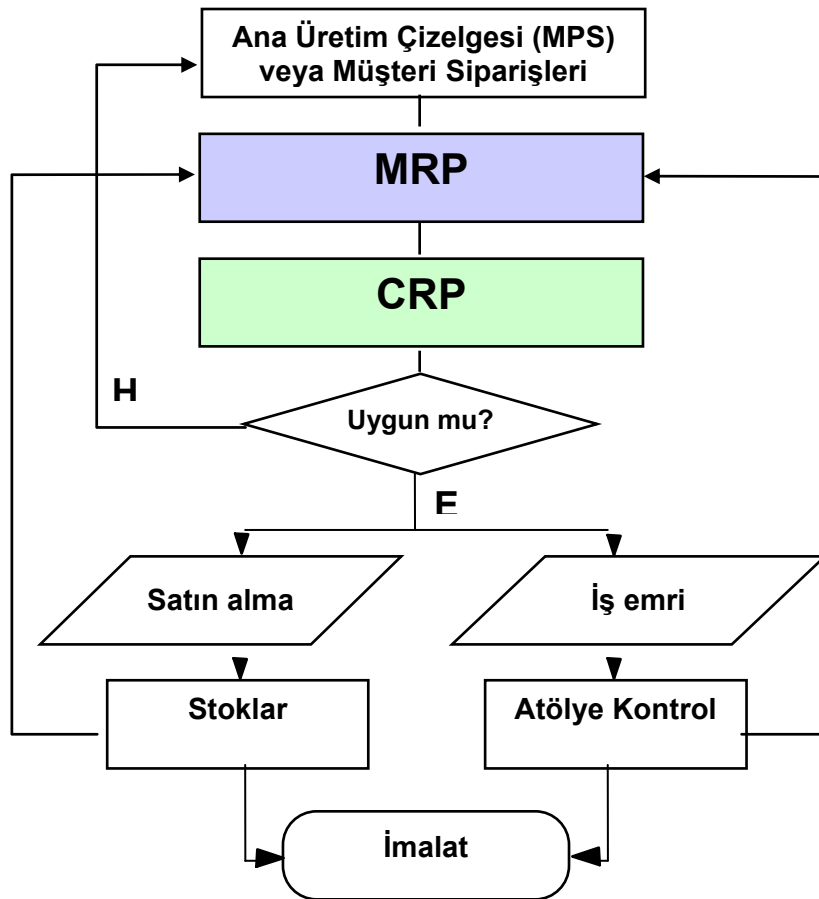 Ana Üretim Çizelgesi (MPS)
veya Müşteri Siparişleri
MRP
CRP
H
Uygun mu?
E
Satın alma
İş emri
Stoklar
Atölye Kontrol
İmalat